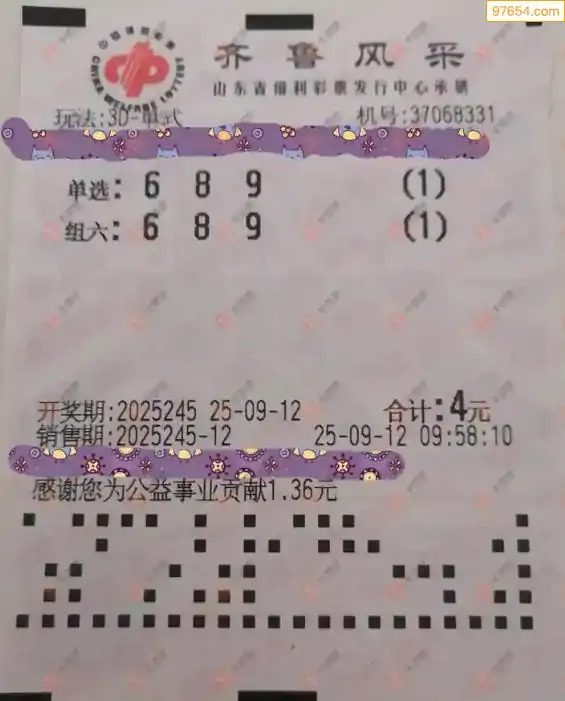 97654.com
齐鲁风采
山东省福利彩票发行中心承销
玩法:3D-单式 机号:37068331
单选: 6 8 9 (1)
组六: 6 8 9 (1)
开奖期:2025245 25-09-12 合计:4元
销售期:2025245-12 25-09-12 09:58:10
感谢您为公益事业贡献1.36元